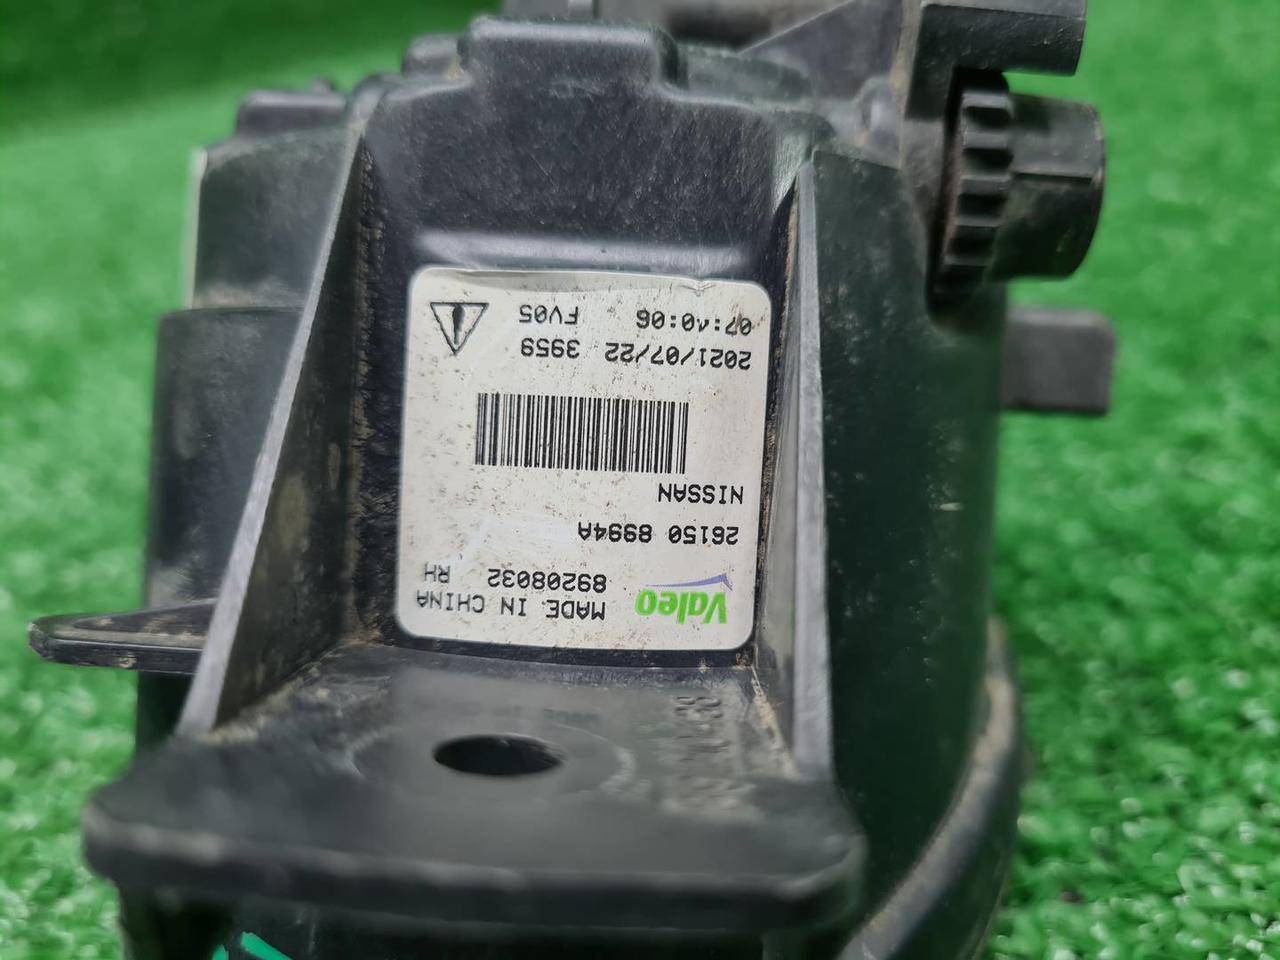 Valeo MADE IN CHINA
89208032 RH
26150 8994A
NISSAN
2021/07/22 3959
07:40:06 FV05